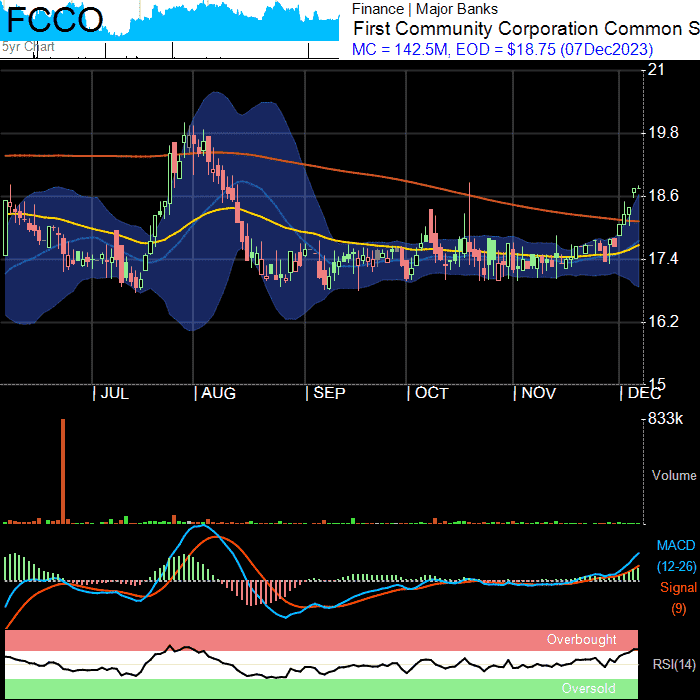 FCCO
5yr Chart
Finance | Major Banks
First Community Corporation Common S
MC = 142.5M, EOD = $18.75 (07Dec2023)
21
19.8
18.6
17.4
16.2
15
JUL
AUG
SEP
OCT
NOV
DEC
833k
Volume
MACD
(12-26)
Signal
(9)
Overbought
RSI(14)
Oversold